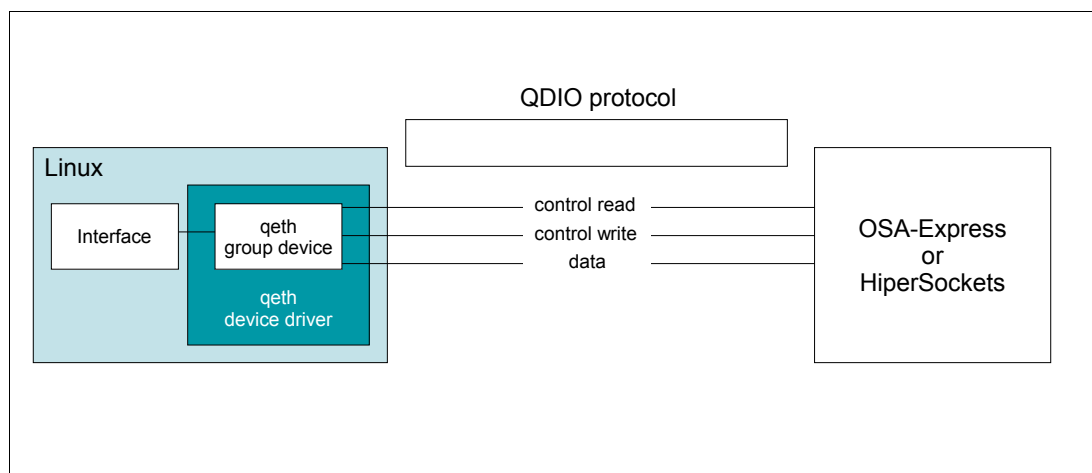 QDIO protocol
Linux
Interface
qeth
group device
qeth
device driver
control read
control write
data
OSA-Express
or
HiperSockets